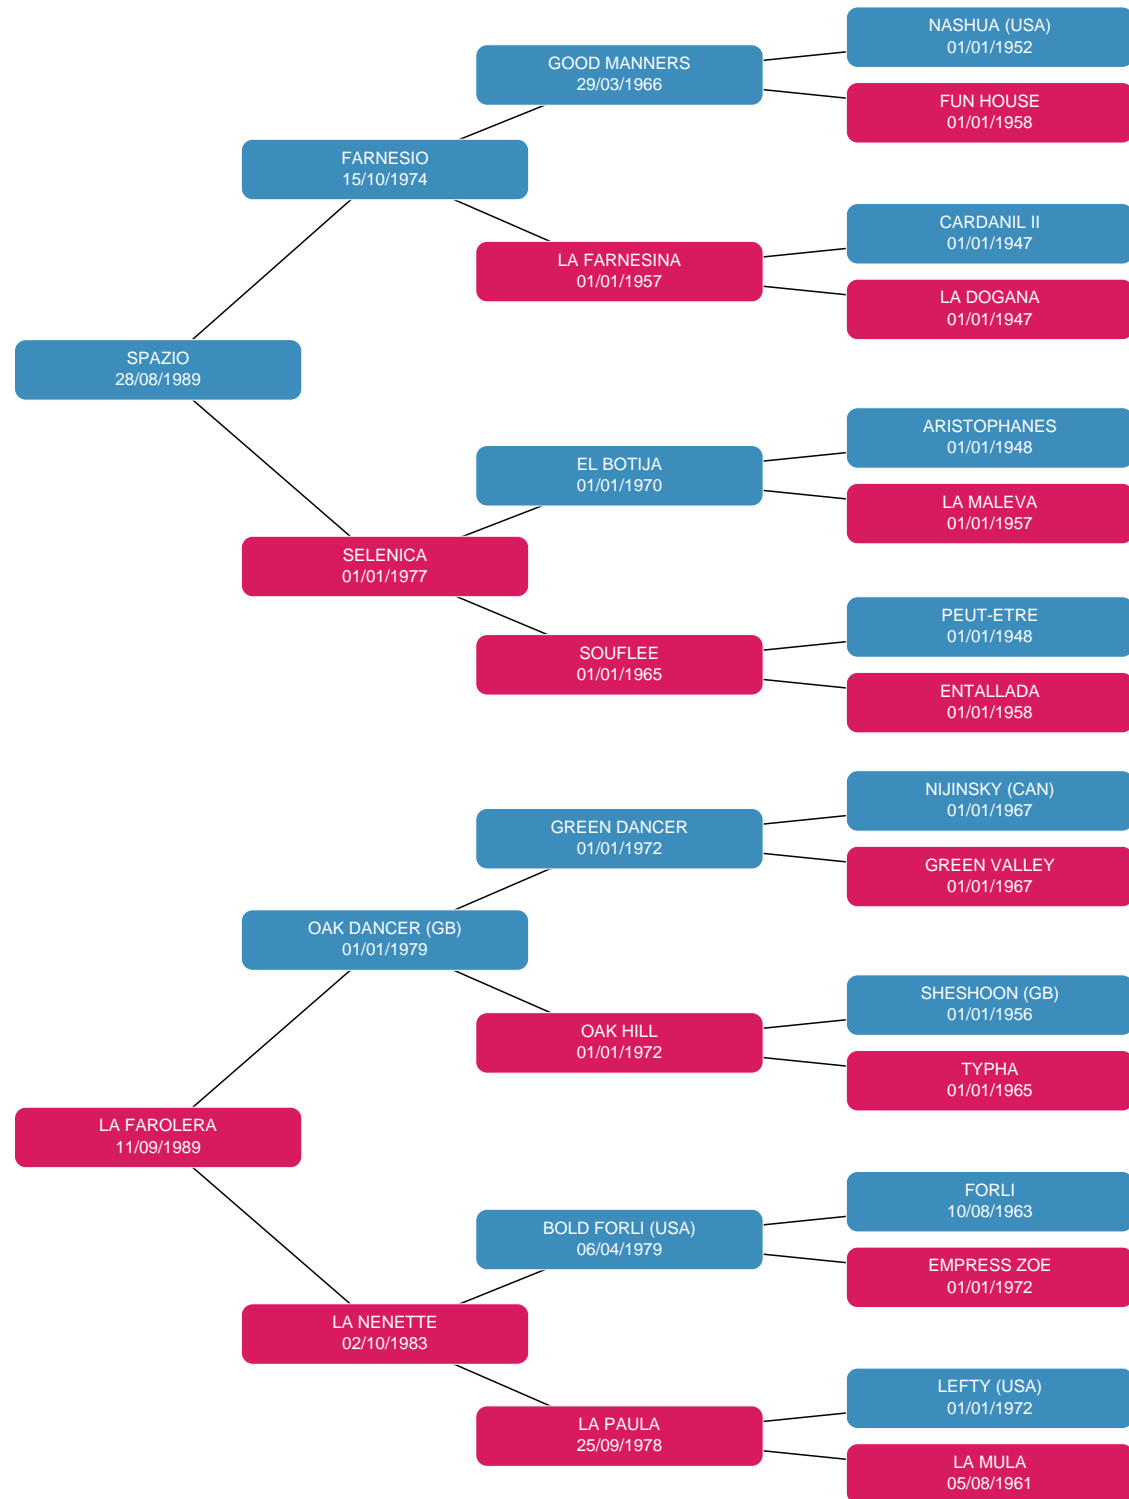 NASHUA (USA)
01/01/1952
GOOD MANNERS
29/03/1966
FUN HOUSE
01/01/1958
FARNESIO
15/10/1974
CARDANIL II
01/01/1947
LA FARNESINA
01/01/1957
LA DOGANA
01/01/1947
SPAZIO
28/08/1989
ARISTOPHANES
01/01/1948
EL BOTIJA
01/01/1970
LA MALEVA
01/01/1957
SELENICA
01/01/1977
PEUT-ETRE
01/01/1948
SOUFLEE
01/01/1965
ENTALLADA
01/01/1958
NIJINSKY (CAN)
01/01/1967
GREEN DANCER
01/01/1972
GREEN VALLEY
01/01/1967
OAK DANCER (GB)
01/01/1979
SHESHOON (GB)
01/01/1956
OAK HILL
01/01/1972
TYPHA
01/01/1965
LA FAROLERA
11/09/1989
FORLI
10/08/1963
BOLD FORLI (USA)
06/04/1979
EMPRESS ZOE
01/01/1972
LA NENETTE
02/10/1983
LEFTY (USA)
01/01/1972
LA PAULA
25/09/1978
LA MULA
05/08/1961